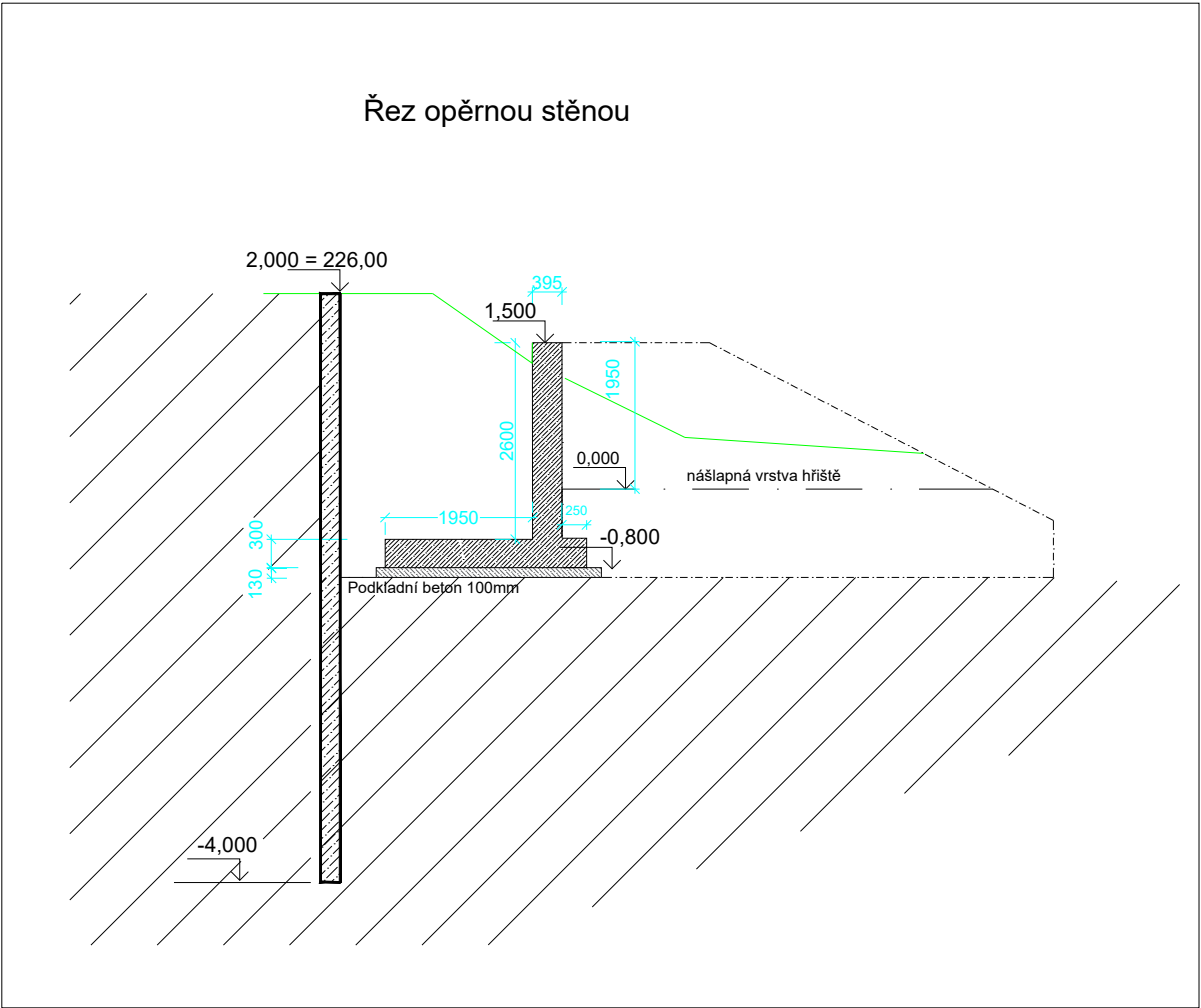 Řez opěrnou stěnou
2,000 = 226,00
395
1,500
1950
2600
0,000
nášlapná vrstva hřiště
1950
250
-0,800
300
130
Podkladní beton 100mm
-4,000